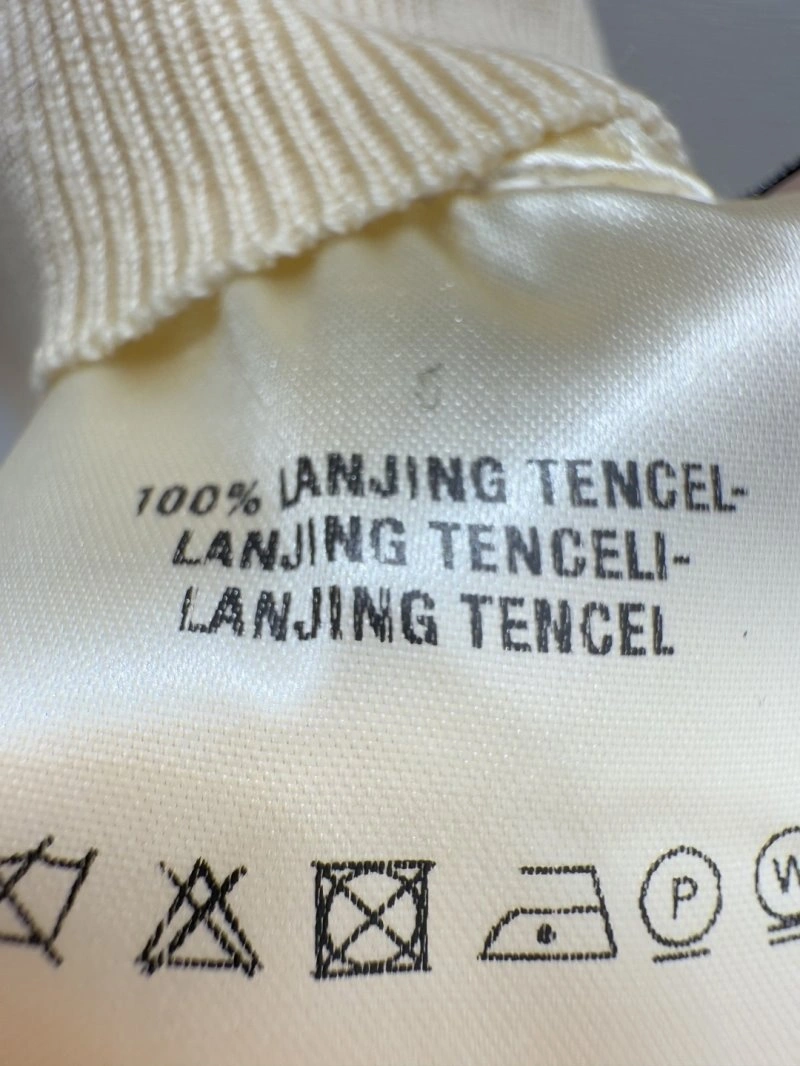 100% LANJING TENCEL-
LANJING TENCELI-
LANJING TENCEL
P
W